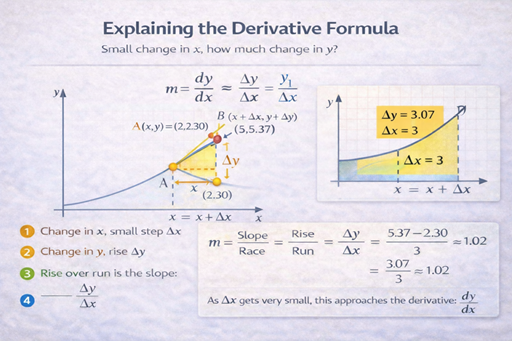 Explaining the Derivative Formula
Small change in x, how much change in y?
m = dy/dx ≈ Δy/Δx = y₁/Δx
y
B (x + Δx, y + Δy)
A(x,y) = (2,2.30)
(5,5.37)
Δy
A
x
(2.30)
x = x + Δx
x
y
Δy = 3.07
Δx = 3
Δx = 3
x = x + Δx
1 Change in x, small step Δx
2 Change in y, rise Δy
3 Rise over run is the slope:
4 Δy/Δx
m = Slope/Race = Rise/Run = Δy/Δx = 5.37 − 2.30/3 ≈ 1.02
= 3.07/3 ≈ 1.02
As Δx gets very small, this approaches the derivative: dy/dx